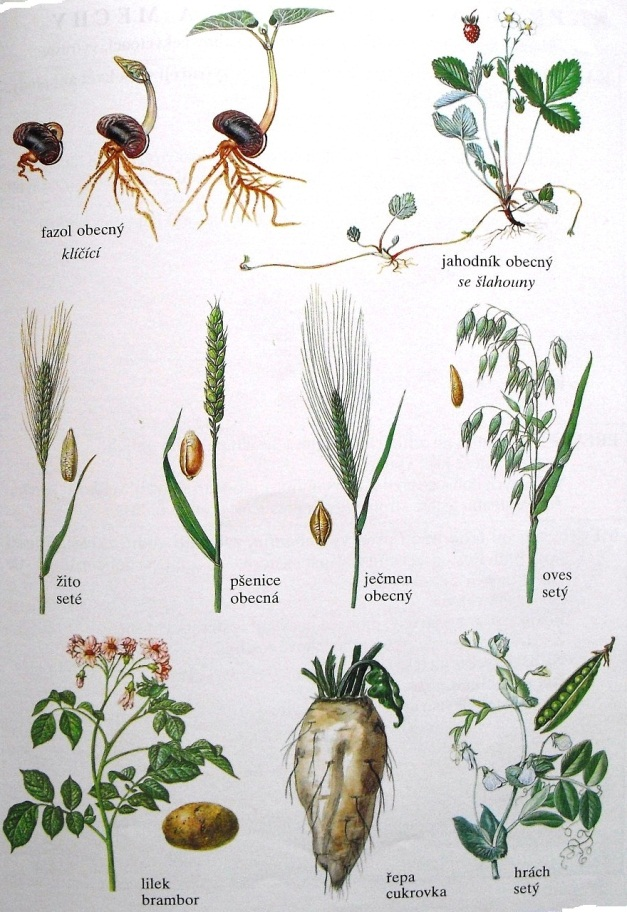 fazol obecný
klíčící
jahodník obecný
se šlahouny
žito
seté
pšenice
obecná
ječmen
obecný
oves
setý
lilek
brambor
řepa
cukrovka
hrách
setý